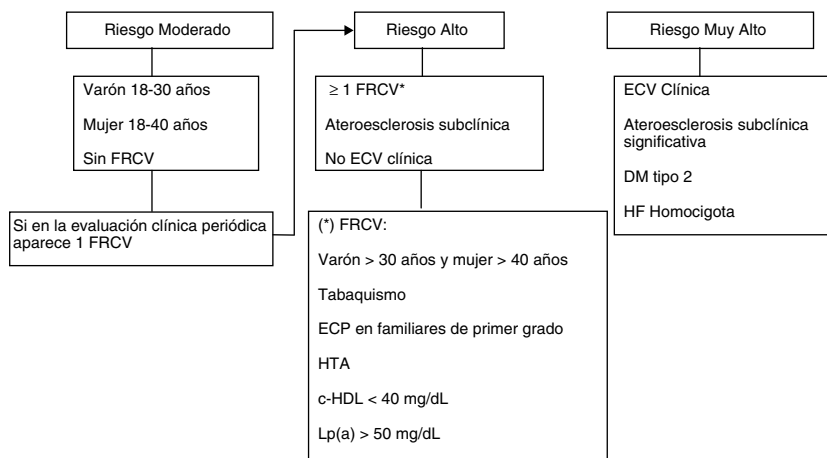 Riesgo Moderado
Varón 18-30 años
Mujer 18-40 años
Sin FRCV
Si en la evaluación clínica periódica
aparece 1 FRCV
Riesgo Alto
≥ 1 FRCV*
Ateroesclerosis subclínica
No ECV clínica
(*) FRCV:
Varón > 30 años y mujer > 40 años
Tabaquismo
ECP en familiares de primer grado
HTA
c-HDL < 40 mg/dL
Lp(a) > 50 mg/dL
Riesgo Muy Alto
ECV Clínica
Ateroesclerosis subclínica
significativa
DM tipo 2
HF Homocigota